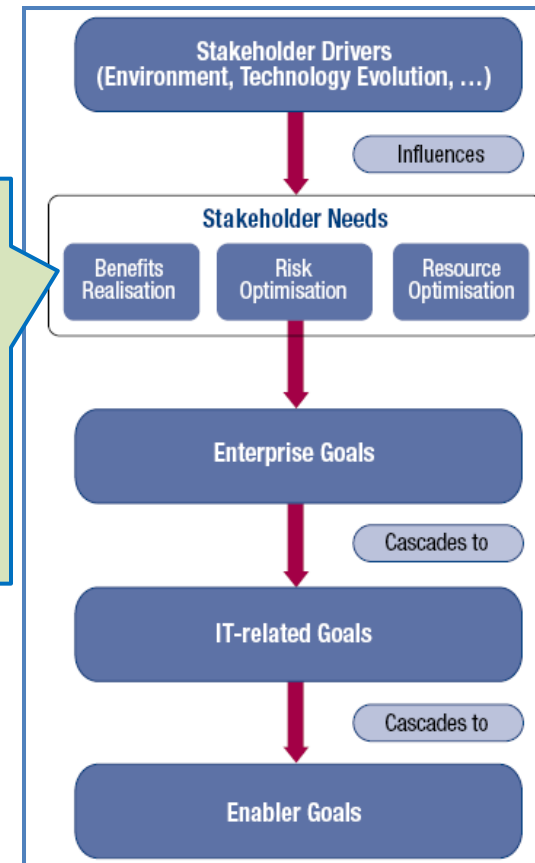 Stakeholder Drivers
(Environment, Technology Evolution, …)
Influences
Stakeholder Needs
Benefits
Realisation
Risk
Optimisation
Resource
Optimisation
Enterprise Goals
Cascades to
IT-related Goals
Cascades to
Enabler Goals